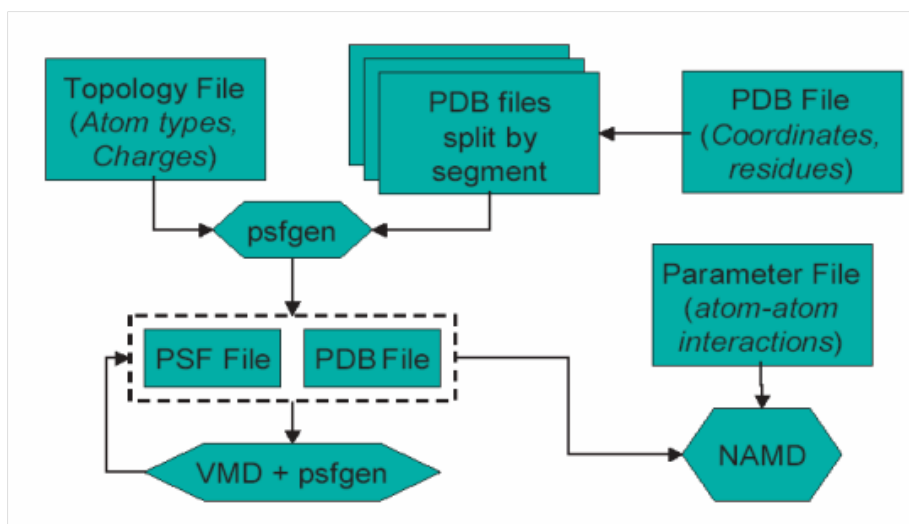 Topology File
(Atom types,
Charges)
PDB files
split by
segment
PDB File
(Coordinates,
residues)
psfgen
Parameter File
(atom-atom
interactions)
PSF File
PDB File
VMD + psfgen
NAMD